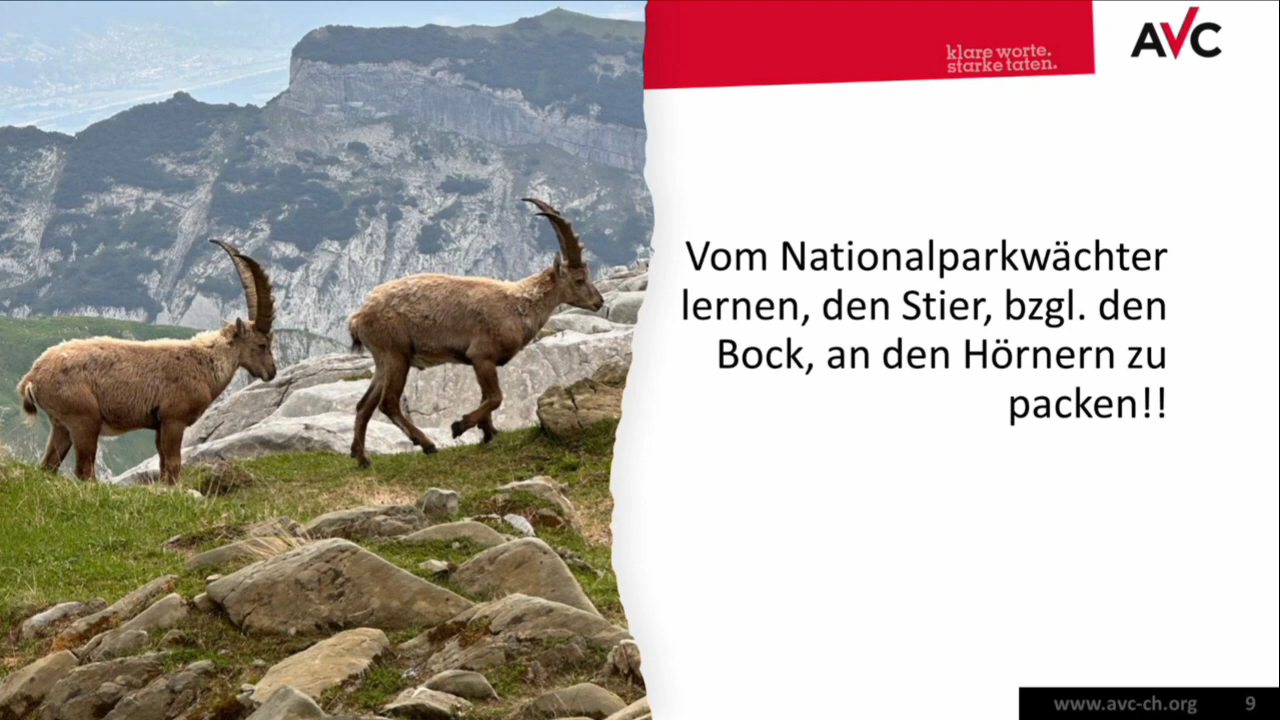 klare worte.
starke taten.
AVC
Vom Nationalparkwächter
lernen, den Stier, bzgl. den
Bock, an den Hörnern zu
packen!!
www.avc-ch.org 9